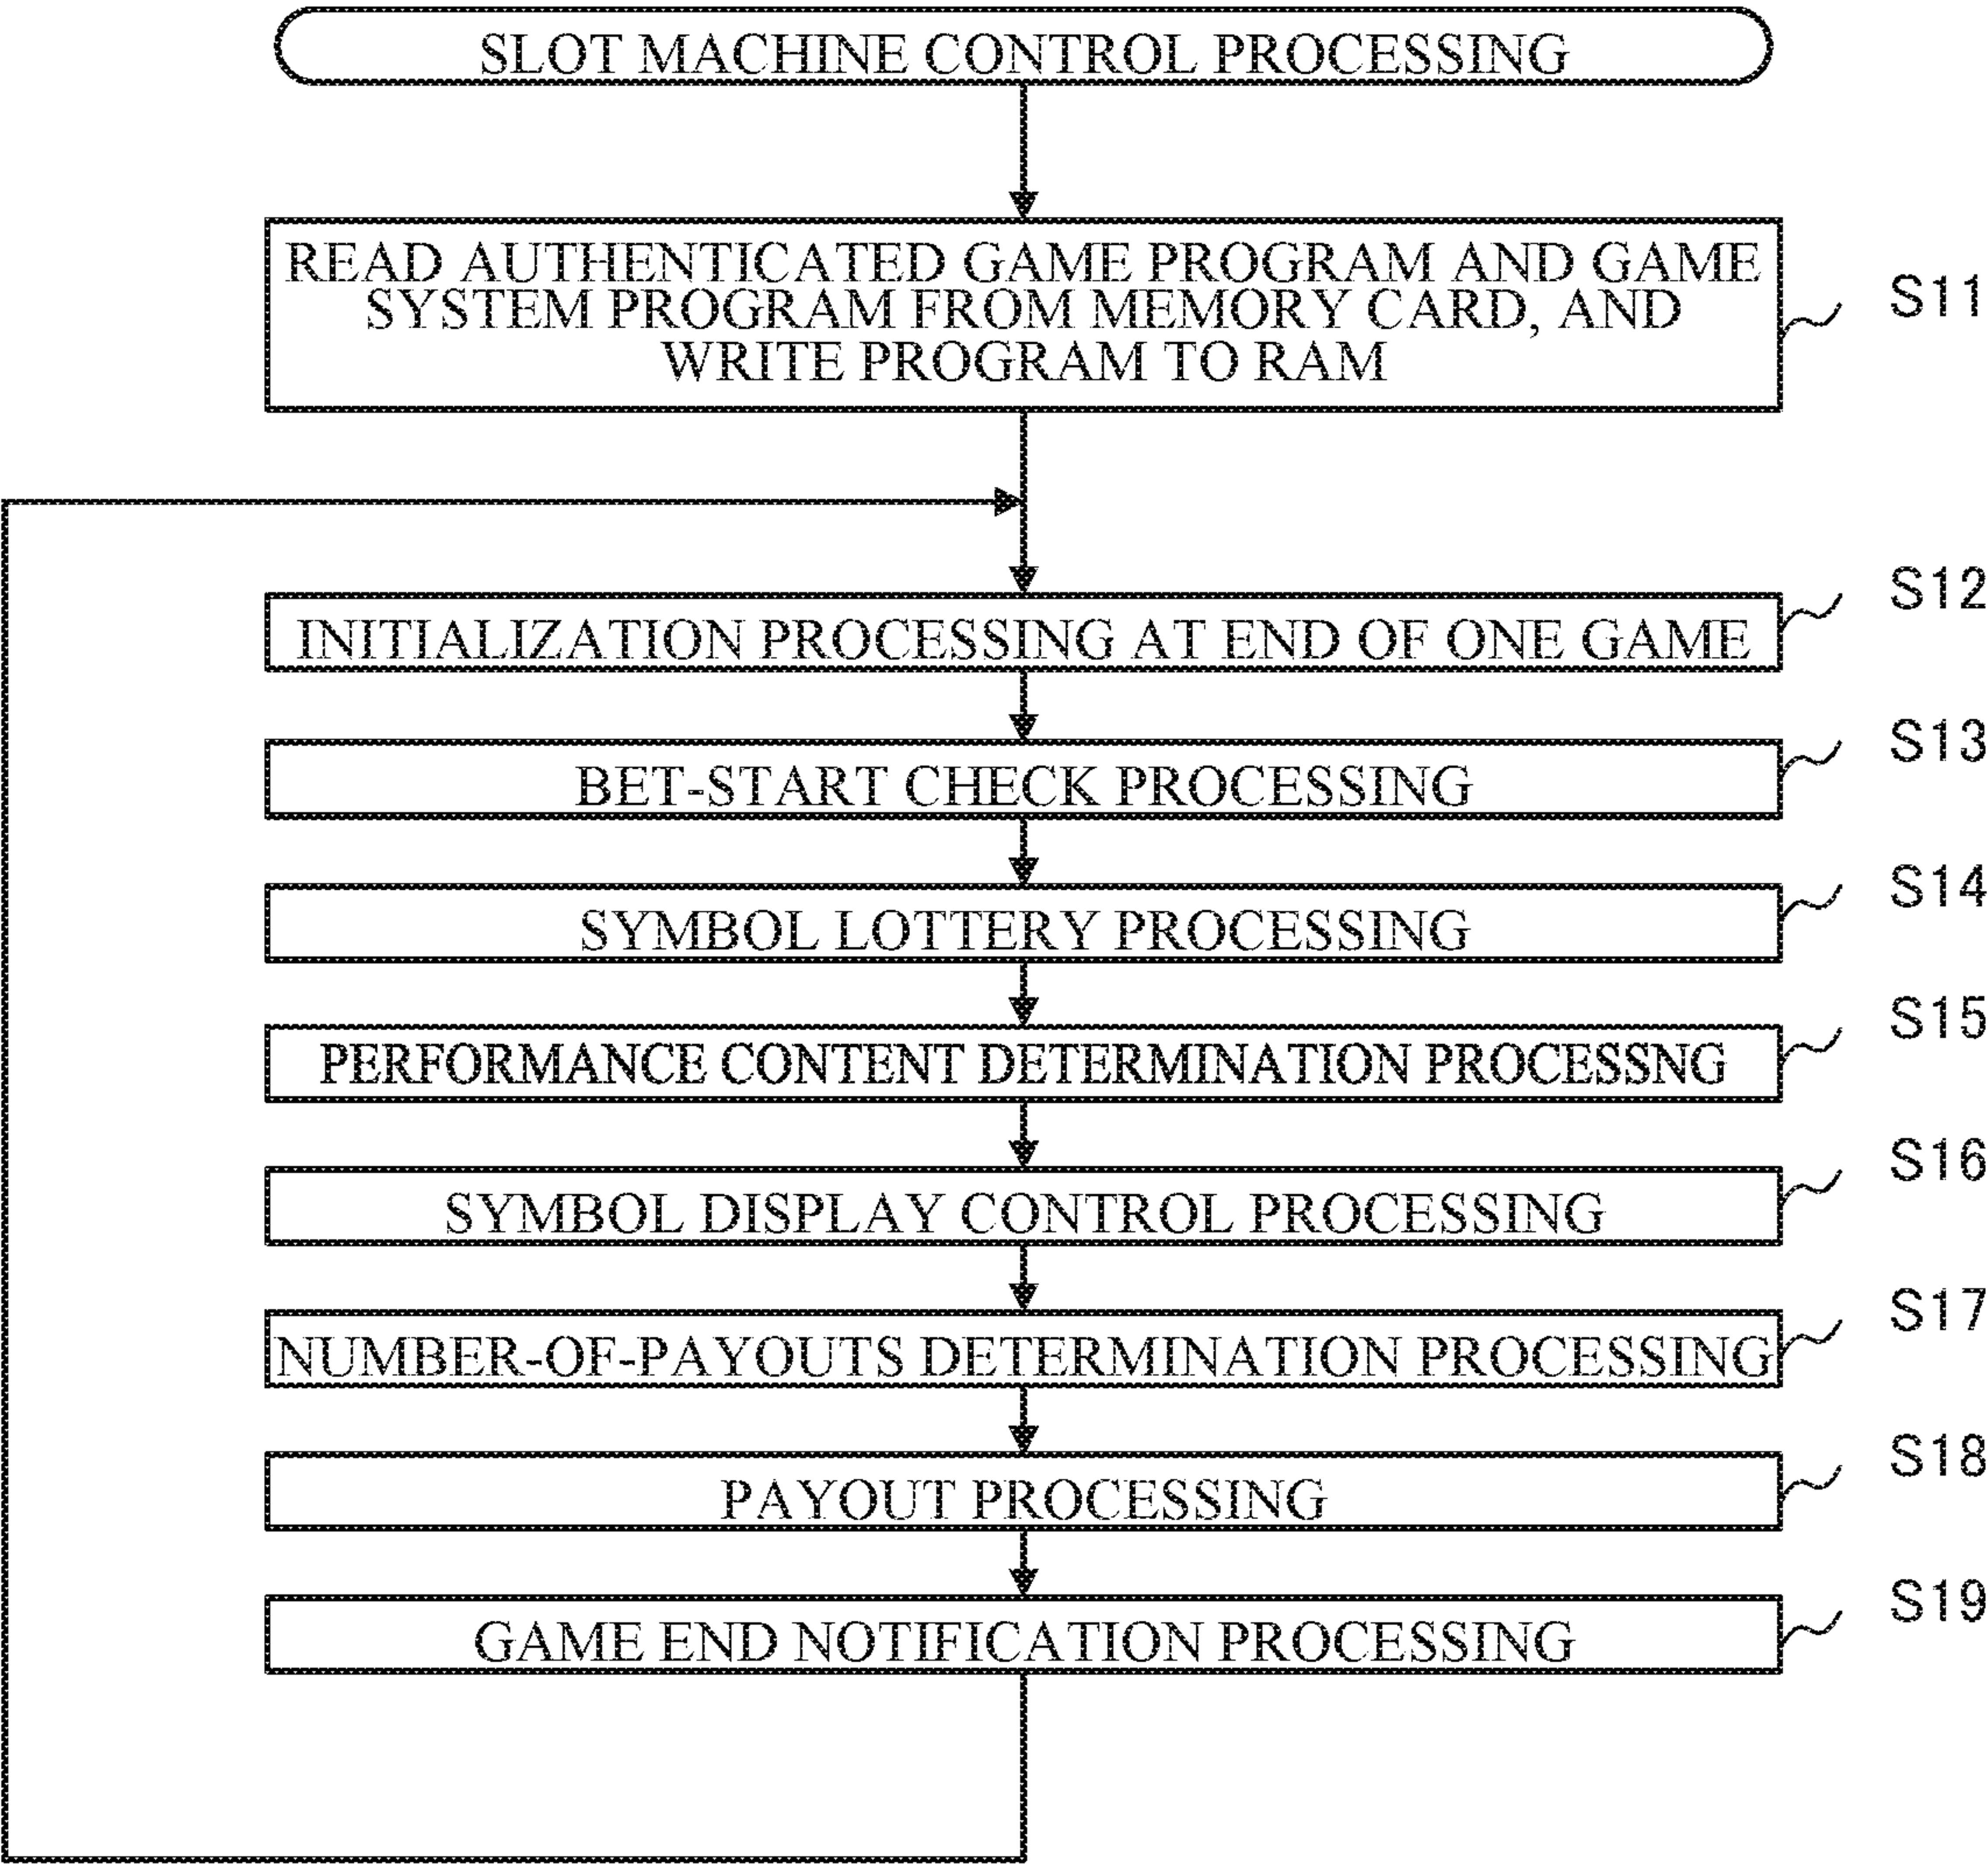 SLOT MACHINE CONTROL PROCESSING
READ AUTHENTICATED GAME PROGRAM AND GAME
SYSTEM PROGRAM FROM MEMORY CARD, AND
WRITE PROGRAM TO RAM
S11
INITIALIZATION PROCESSING AT END OF ONE GAME
S12
BET-START CHECK PROCESSING
S13
SYMBOL LOTTERY PROCESSING
S14
PERFORMANCE CONTENT DETERMINATION PROCESSNG
S15
SYMBOL DISPLAY CONTROL PROCESSING
S16
NUMBER-OF-PAYOUTS DETERMINATION PROCESSING
S17
PAYOUT PROCESSING
S18
GAME END NOTIFICATION PROCESSING
S19